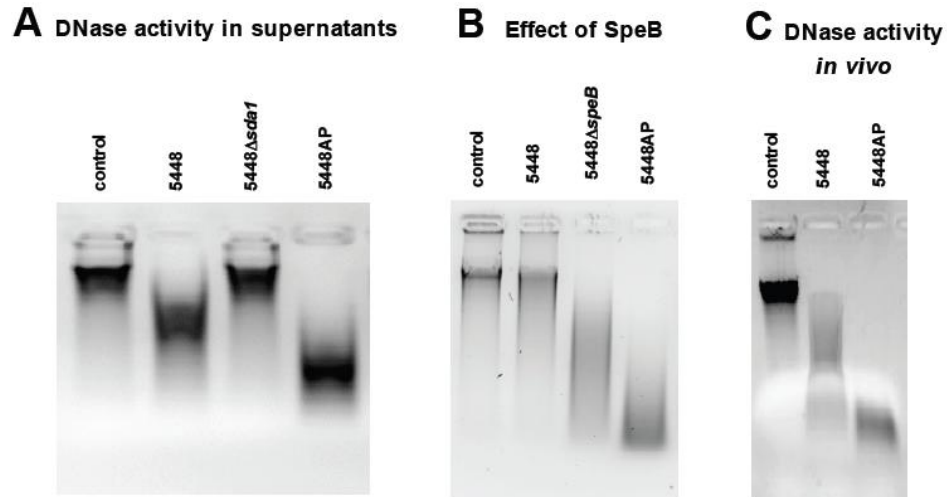 A DNase activity in supernatants
control
5448
5448Δsda1
5448AP
B Effect of SpeB
control
5448
5448ΔspeB
5448AP
C DNase activity
in vivo
control
5448
5448AP